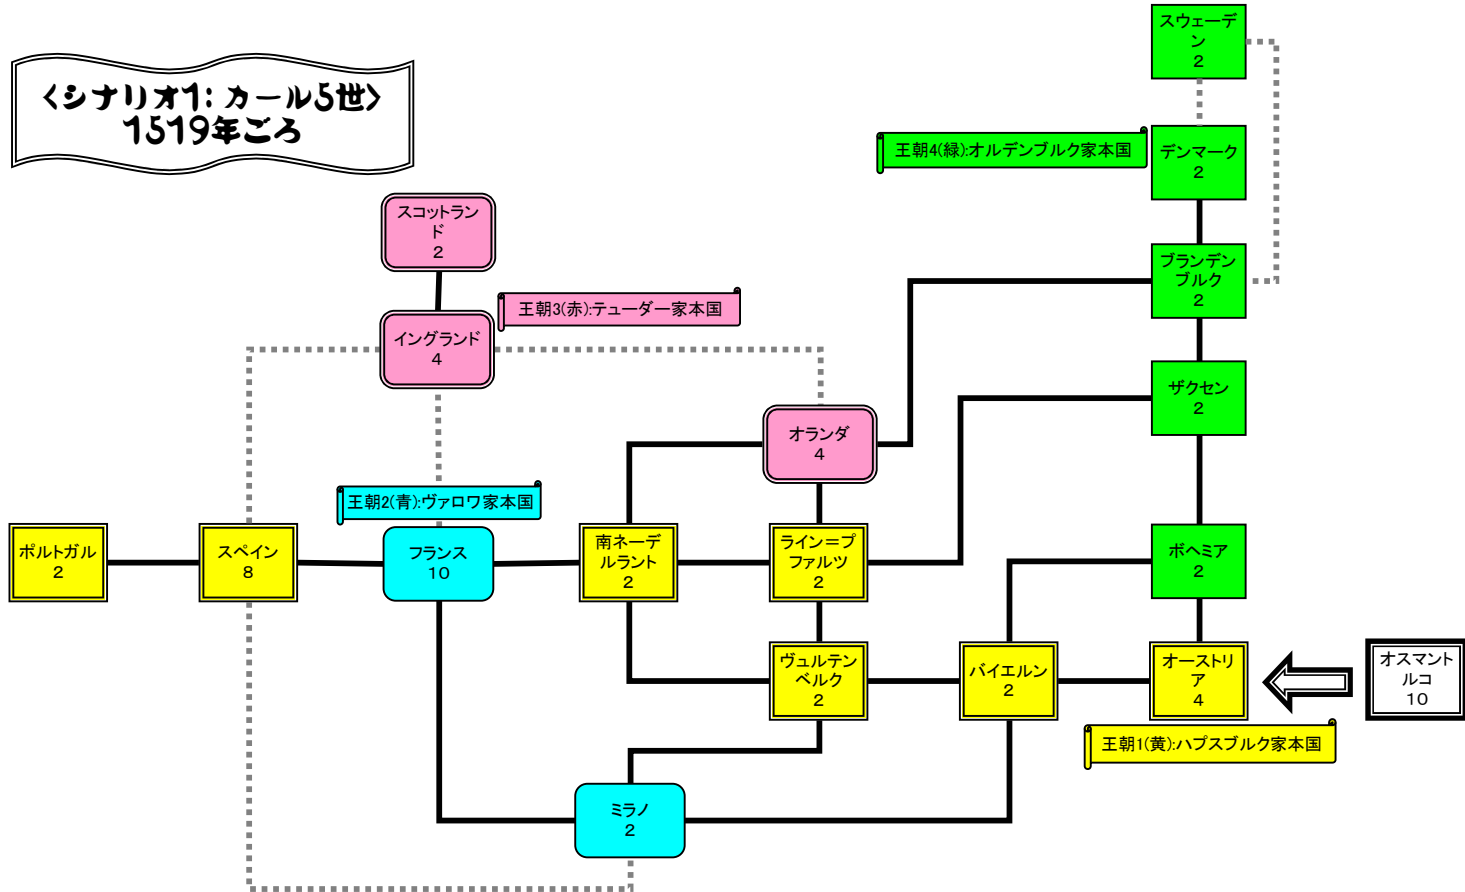 <シナリオ1: カール5世>
1519年ごろ
スウェーデ
ン
2
王朝4(緑):オルデンブルク家本国
デンマーク
2
スコットラン
ド
2
ブランデン
ブルク
2
王朝3(赤):テューダー家本国
イングランド
4
ザクセン
2
オランダ
4
王朝2(青):ヴァロワ家本国
ポルトガル
2
スペイン
8
フランス
10
南ネーデ
ルラント
2
ライン=プ
ファルツ
2
ボヘミア
2
ヴュルテン
ベルク
2
バイエルン
2
オーストリ
ア
4
オスマント
ルコ
10
王朝1(黄):ハプスブルク家本国
ミラノ
2